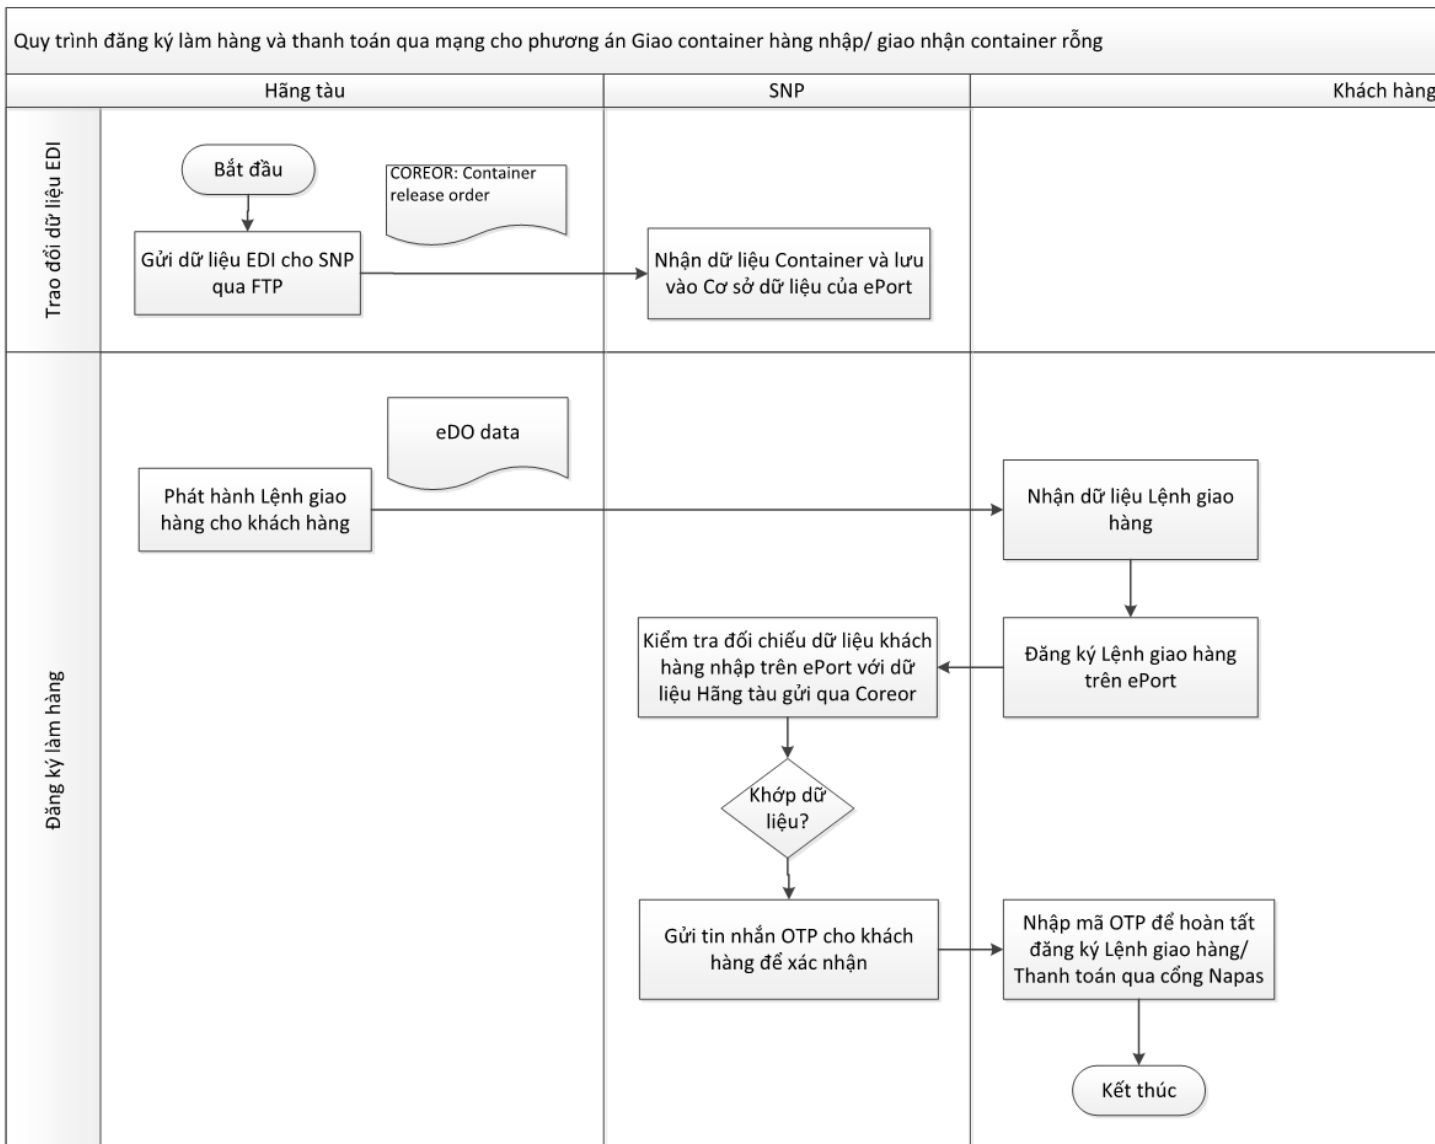 Quy trình đăng ký làm hàng và thanh toán qua mạng cho phương án Giao container hàng nhập/ giao nhận container rỗng
Hãng tàu
SNP
Khách hàng
Trao đổi dữ liệu EDI
Bắt đầu
COREOR: Container
release order
Gửi dữ liệu EDI cho SNP
qua FTP
Nhận dữ liệu Container và lưu
vào Cơ sở dữ liệu của ePort
Đăng ký làm hàng
eDO data
Phát hành Lệnh giao
hàng cho khách hàng
Nhận dữ liệu Lệnh giao
hàng
Đăng ký Lệnh giao hàng
trên ePort
Kiểm tra đối chiếu dữ liệu khách
hàng nhập trên ePort với dữ
liệu Hãng tàu gửi qua Coreor
Khớp dữ
liệu?
Gửi tin nhắn OTP cho khách
hàng để xác nhận
Nhập mã OTP để hoàn tất
đăng ký Lệnh giao hàng/
Thanh toán qua cổng Napas
Kết thúc